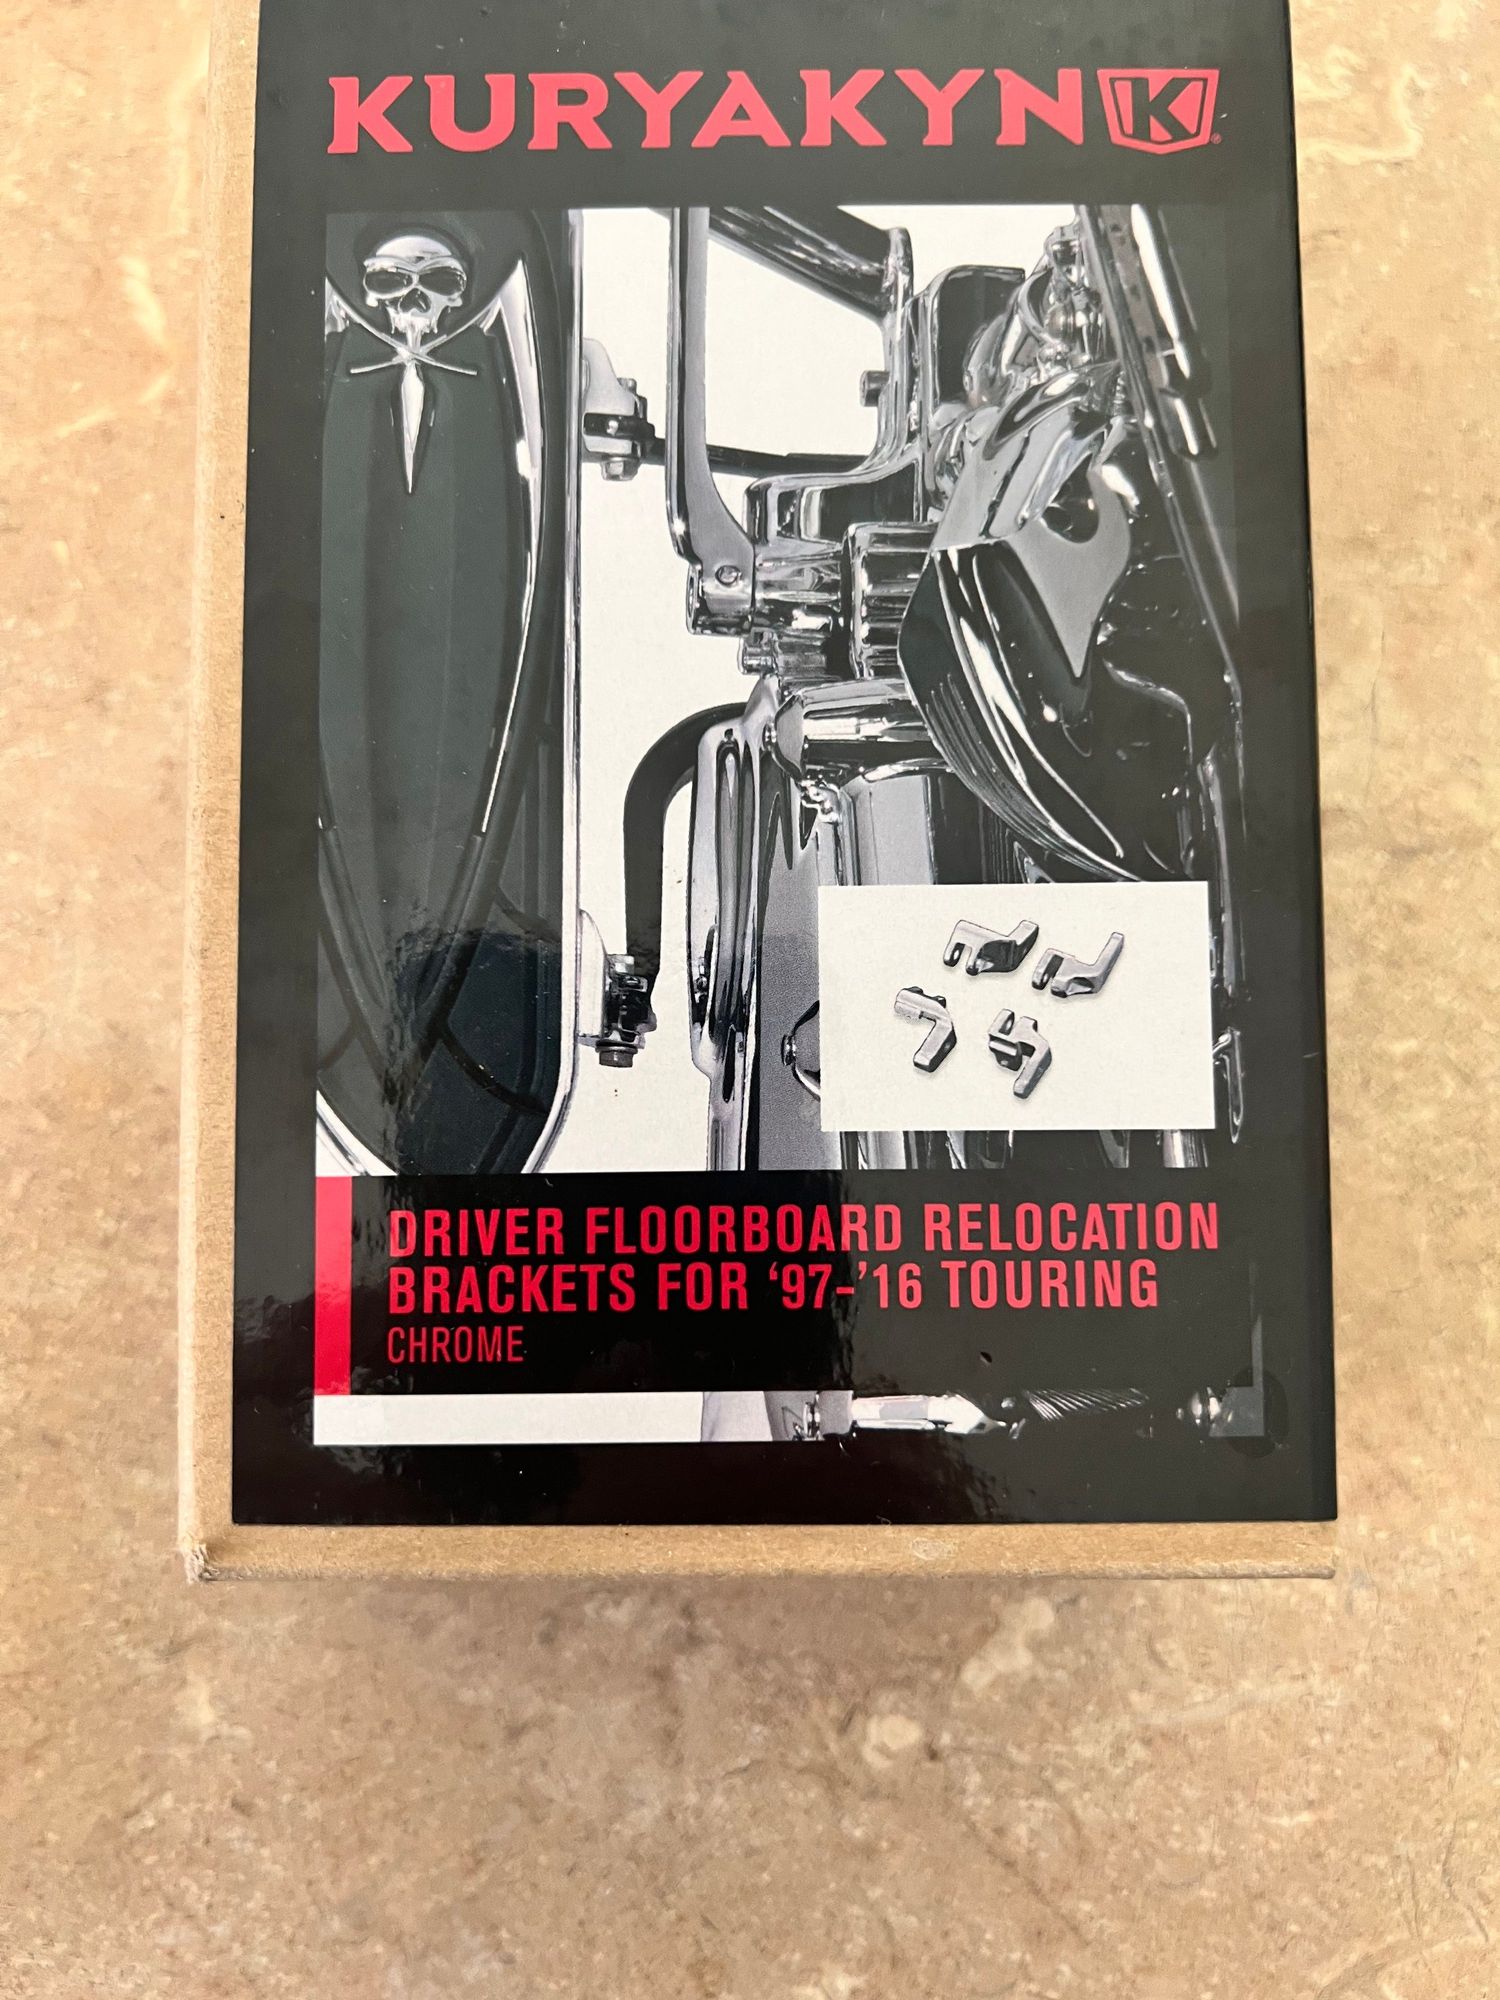 KURYAKYN K®
DRIVER FLOORBOARD RELOCATION
BRACKETS FOR ‘97-’16 TOURING
CHROME